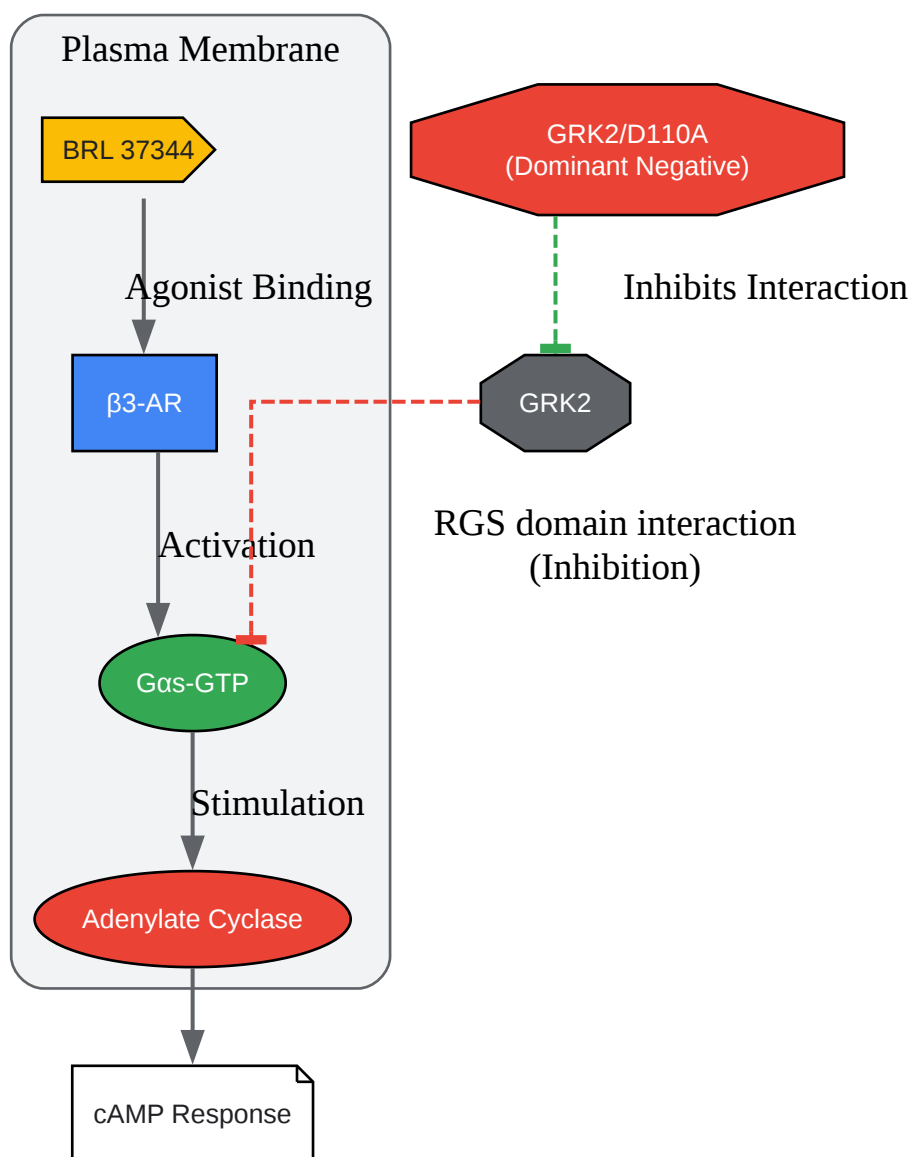 Plasma Membrane
BRL 37344
GRK2/D110A
(Dominant Negative)
Agonist Binding
Inhibits Interaction
β3-AR
GRK2
Activation
RGS domain interaction
(Inhibition)
Gαs-GTP
Stimulation
Adenylate Cyclase
cAMP Response